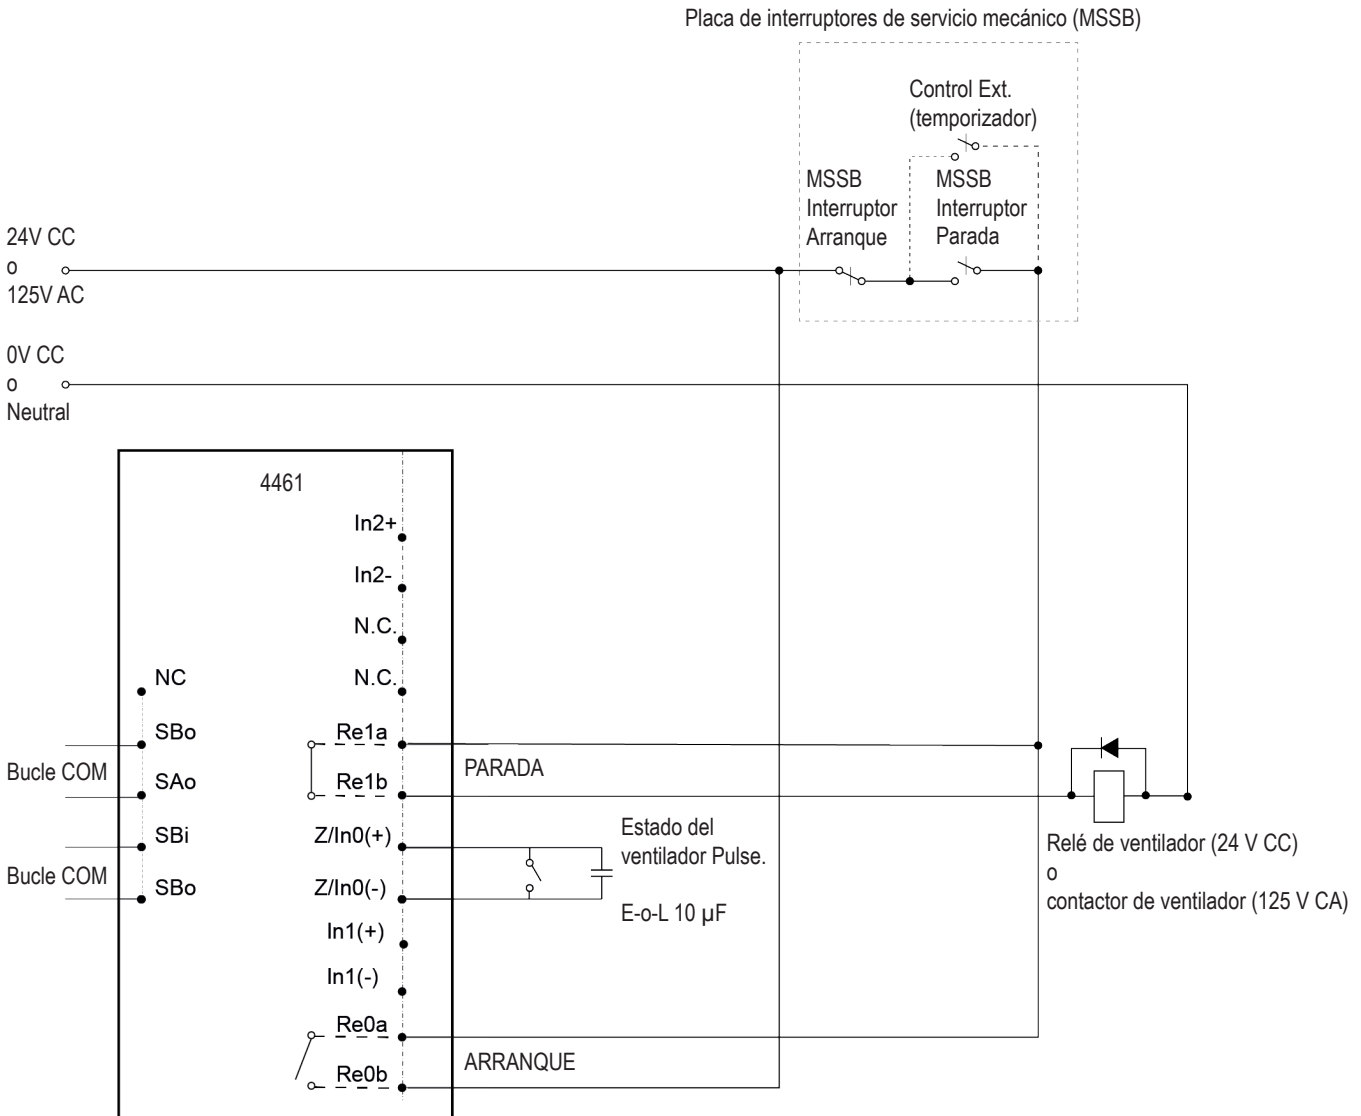 Placa de interruptores de servicio mecánico (MSSB)
Control Ext.
(temporizador)
MSSB
Interruptor
Arranque
MSSB
Interruptor
Parada
24V CC
o
125V AC
0V CC
o
Neutral
4461
In2+
In2-
N.C.
N.C.
NC
SBo
SAo
SBi
SBo
Bucle COM
Bucle COM
Re1a
Re1b
PARADA
Z/In0(+)
Z/In0(-)
Estado del
ventilador Pulse.
E-o-L 10 µF
Relé de ventilador (24 V CC)
o
contactor de ventilador (125 V CA)
In1(+)
In1(-)
Re0a
Re0b
ARRANQUE